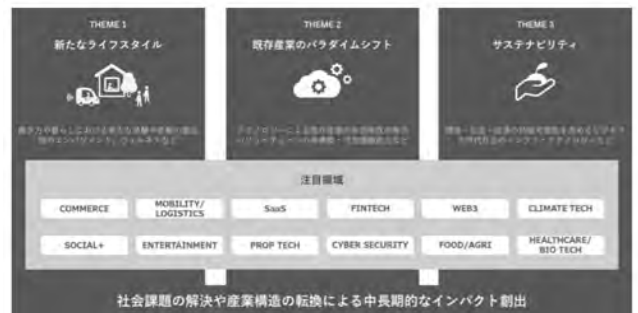 THEME 1
新たなライフスタイル
THEME 2
既存産業のパラダイムシフト
THEME 3
サステナビリティ
注目領域
COMMERCE
MOBILITY/
LOGISTICS
SaaS
FINTECH
WEB3
CLIMATE TECH
SOCIAL+
ENTERTAINMENT
PROP TECH
CYBER SECURITY
FOOD/AGRI
HEALTHCARE/
BIO TECH
社会課題の解決や産業構造の転換による中長期的なインパクト創出